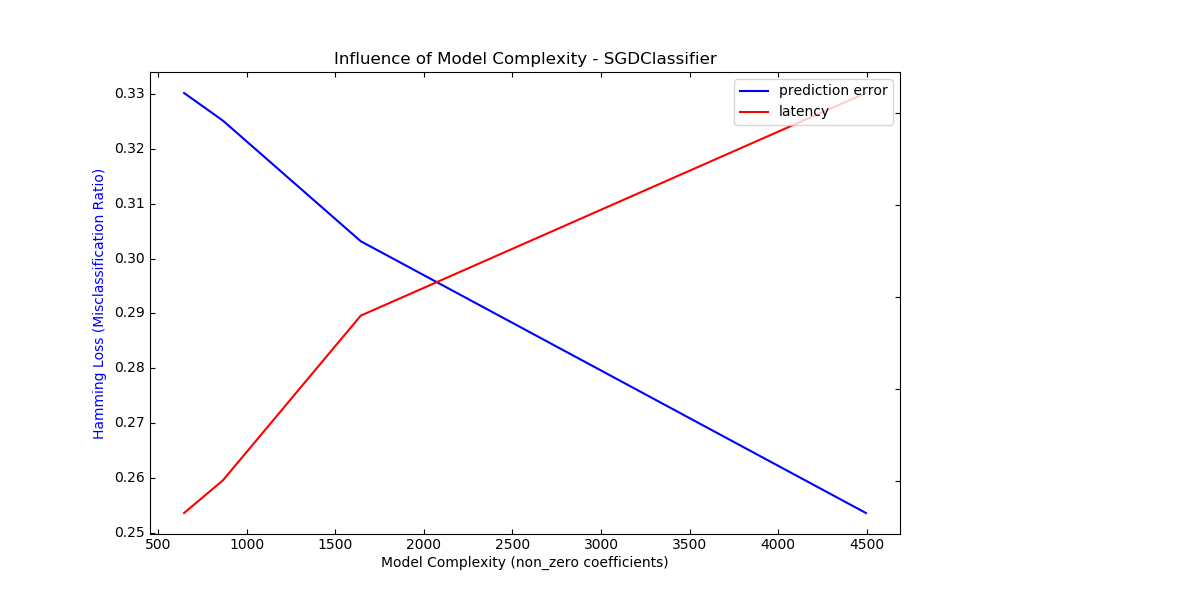 Influence of Model Complexity - SGDClassifier
prediction error
latency
Hamming Loss (Misclassification Ratio)
0.33
0.32
0.31
0.30
0.29
0.28
0.27
0.26
0.25
500 1000 1500 2000 2500 3000 3500 4000 4500
Model Complexity (non_zero coefficients)